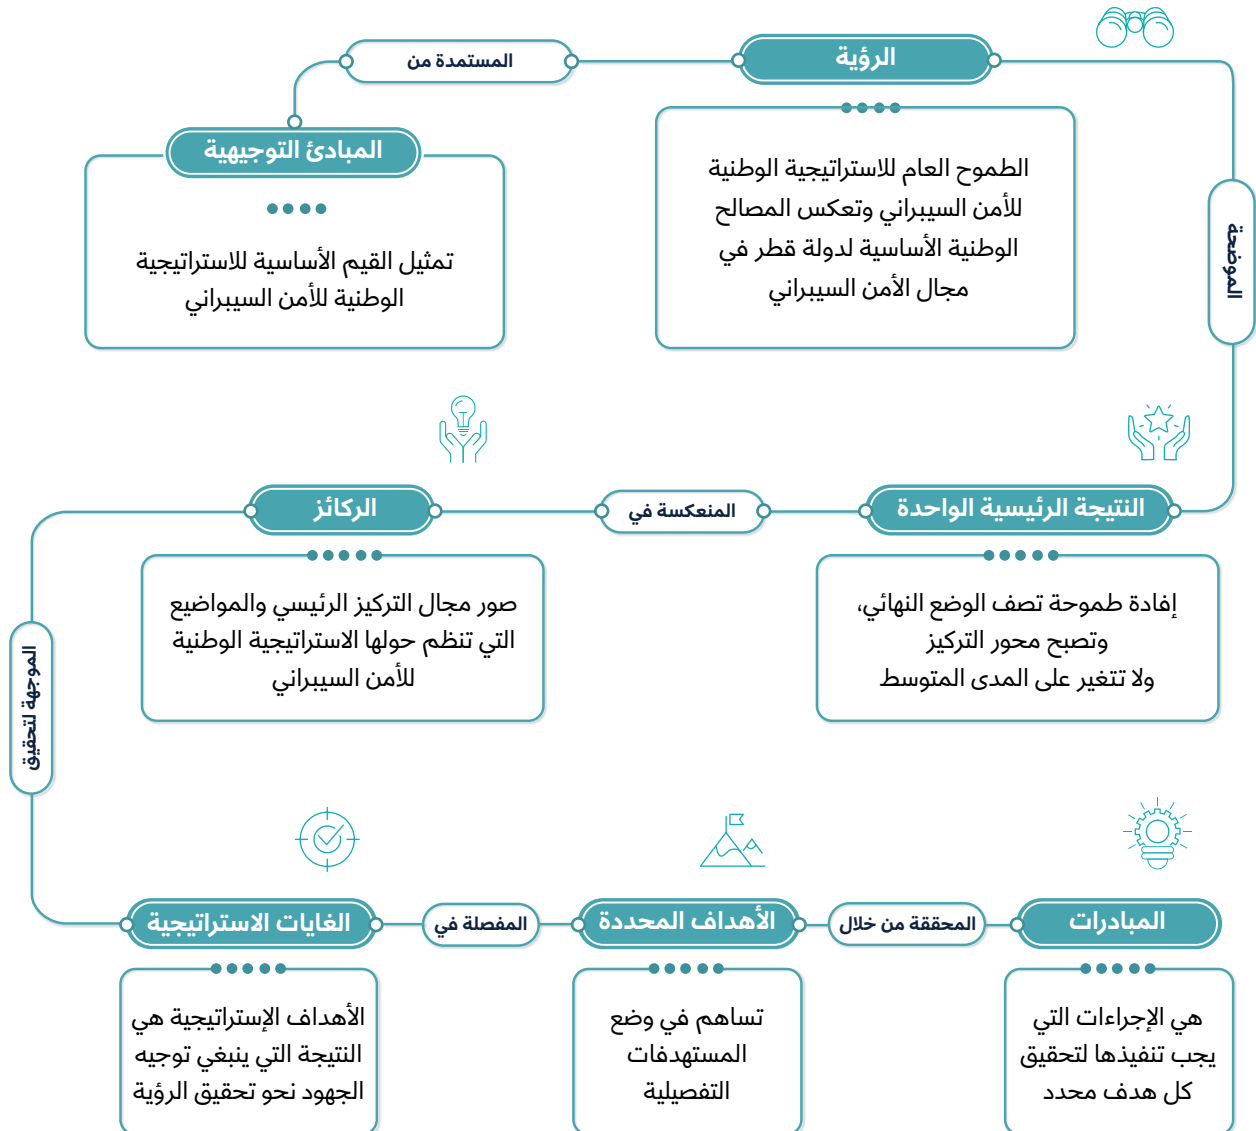 الرؤية
الطموح العام للاستراتيجية الوطنية
للأمن السيبراني وتعكس المصالح
الوطنية الأساسية لدولة قطر في
مجال الأمن السيبراني
المستمدة من
المبادئ التوجيهية
تمثيل القيم الأساسية للاستراتيجية
الوطنية للأمن السيبراني
الموضحة
النتيجة الرئيسية الواحدة
إفادة طموحة تصف الوضع النهائي،
وتصبح محور التركيز
ولا تتغير على المدى المتوسط
المنعكسة في
الركائز
صور مجال التركيز الرئيسي والمواضيع
التي تنظم حولها الاستراتيجية الوطنية
للأمن السيبراني
الموجهة لتحقيق
الغايات الاستراتيجية
الأهداف الإستراتيجية هي
النتيجة التي ينبغي توجيه
الجهود نحو تحقيق الرؤية
المفصلة في
الأهداف المحددة
تساهم في وضع
المستهدفات
التفصيلية
المحققة من خلال
المبادرات
هي الإجراءات التي
يجب تنفيذها لتحقيق
كل هدف محدد